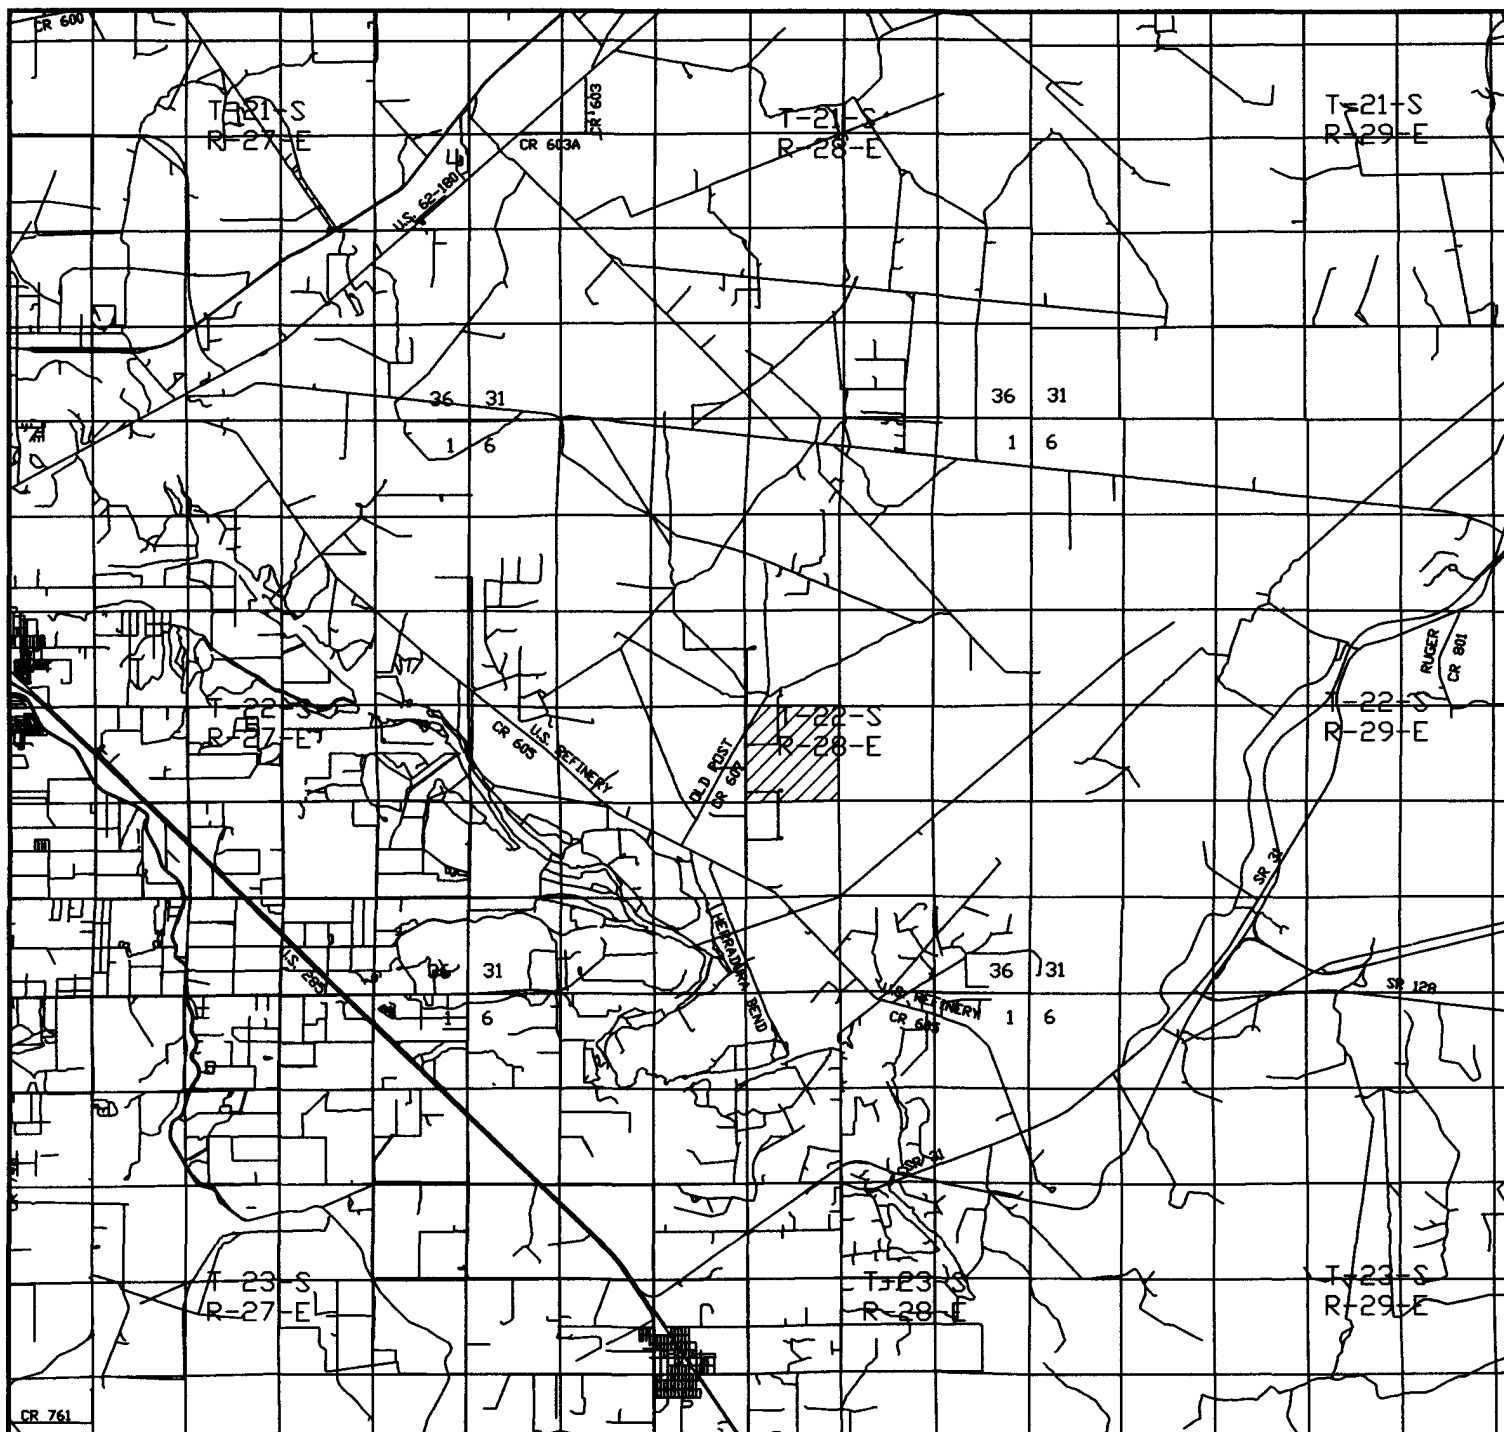 CR 600
T-21-S
R-27-E
CR 603
CR 603A
U.S. 62-180
T-21-S
R-28-E
T-21-S
R-29-E
36 31
1 6
36 31
1 6
T-22-S
R-27-E
U.S. REFINERY
CR 605
OLD POST
CR 607
T-22-S
R-28-E
RUGER
CR 801
T-22-S
R-29-E
SR 31
U.S. 285
36 31
1 6
HERRADURA BEND
U.S. REFINERY
CR 605
36 31
1 6
SR 128
SR 31
T-23-S
R-27-E
T-23-S
R-28-E
T-23-S
R-29-E
CR 761